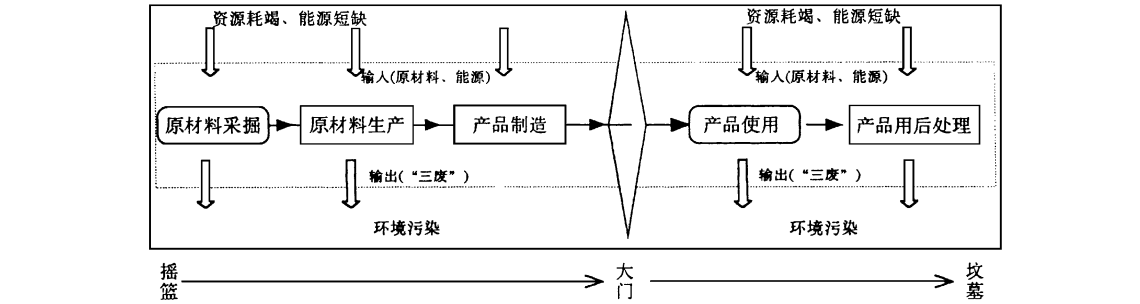 资源耗竭、能源短缺
资源耗竭、能源短缺
输人(原材料、能源)
输人(原材料、能源)
原材料采掘
原材料生产
产品制造
产品使用
产品用后处理
输出(“三废”)
输出(“三废”)
环境污染
环境污染
摇篮
大门
坟墓